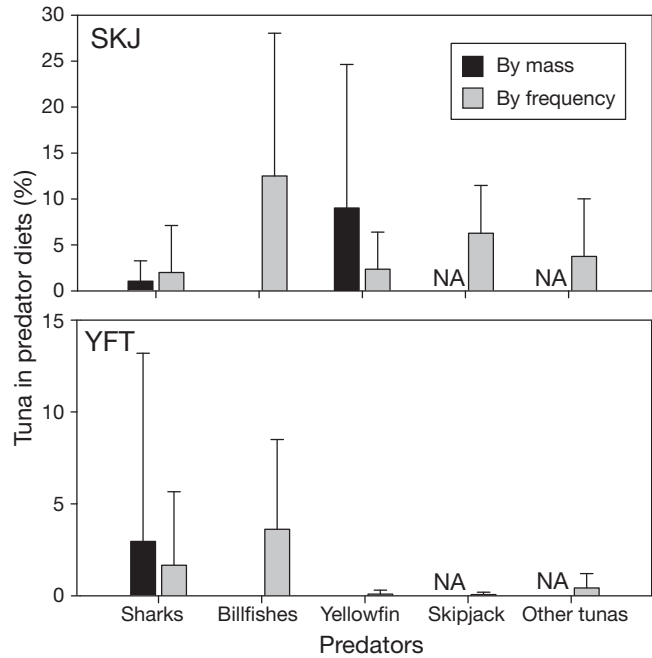 SKJ
By mass
By frequency
30
25
20
15
10
5
0
NA NA
YFT
15
10
5
0
NA NA
Sharks Billfishes Yellowfin Skipjack Other tunas
Predators
Tuna in predator diets (%)